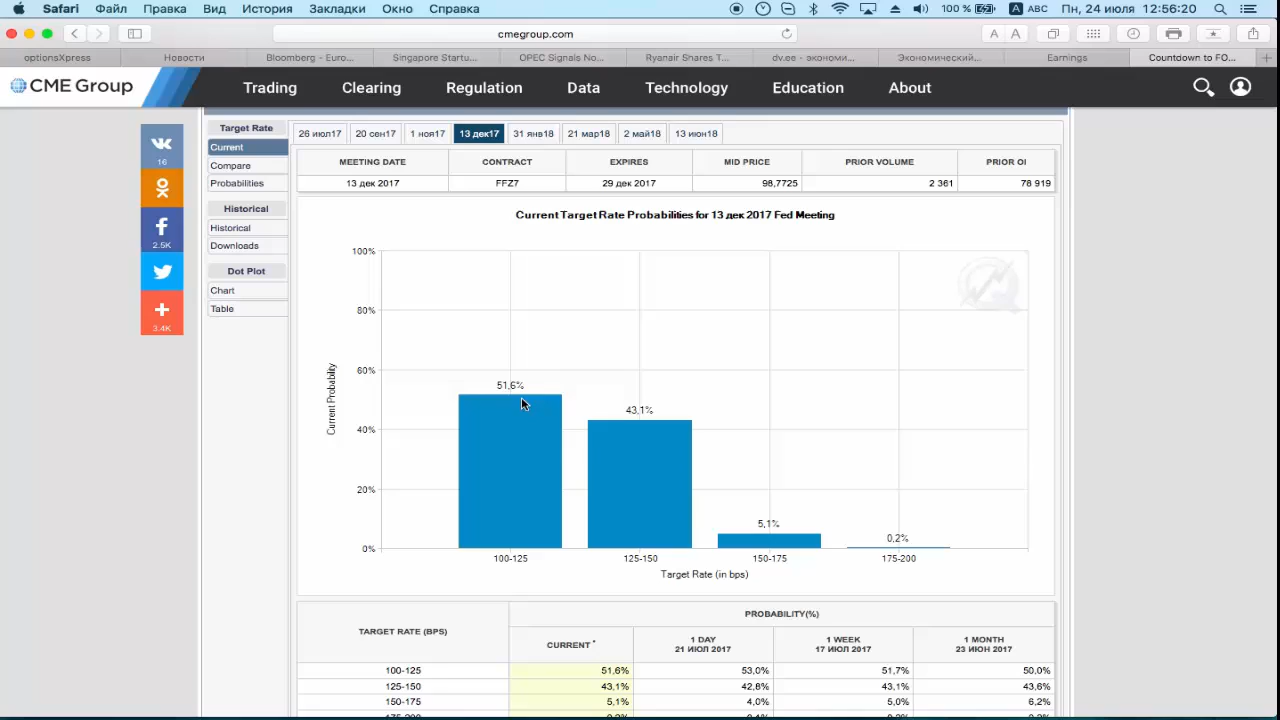 Safari Файл Правка Вид История Закладки Окно Справка 100 % ABC Пн, 24 июля 12:56:20
cmegroup.com
optionsXpress Новости Bloomberg - Euro... Singapore Startu... OPEC Signals No... Ryanair Shares T... dv.ee - экономи... Экономический... Earnings Countdown to FO...
CME Group Trading Clearing Regulation Data Technology Education About
16
2.5K
3.4K
Target Rate
Current
Compare
Probabilities
Historical
Historical
Downloads
Dot Plot
Chart
Table
26 июл17 20 сен17 1 ноя17 13 дек17 31 янв18 21 мар18 2 май18 13 июн18
MEETING DATE CONTRACT EXPIRES MID PRICE PRIOR VOLUME PRIOR OI
13 дек 2017 FFZ7 29 дек 2017 98,7725 2 361 78 919
Current Target Rate Probabilities for 13 дек 2017 Fed Meeting
100%
80%
60%
40%
20%
0%
Current Probability
51,6%
43,1%
5,1%
0,2%
100-125 125-150 150-175 175-200
Target Rate (in bps)
TARGET RATE (BPS) PROBABILITY(%)
CURRENT * 1 DAY 1 WEEK 1 MONTH
21 ИЮЛ 2017 17 ИЮЛ 2017 23 ИЮН 2017
100-125 51,6% 53,0% 51,7% 50,0%
125-150 43,1% 42,8% 43,1% 43,6%
150-175 5,1% 4,0% 5,0% 6,2%